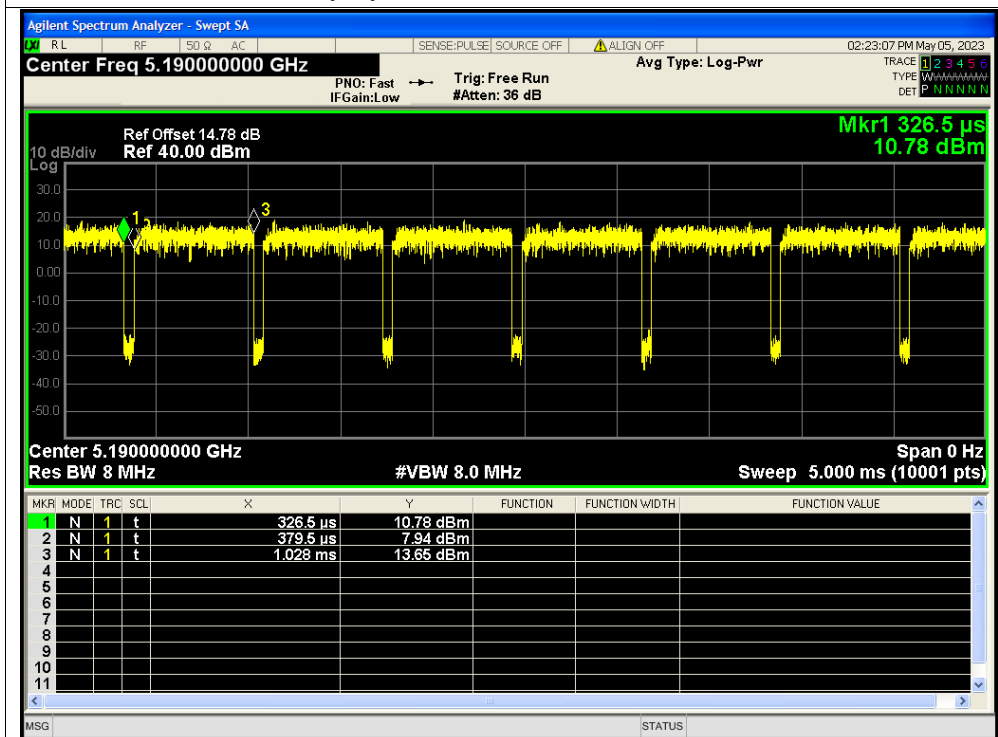 Agilent Spectrum Analyzer - Swept SA
LXI RL RF 50 Ω AC SENSE:PULSE SOURCE OFF ALIGN OFF 02:23:07 PM May 05, 2023
Center Freq 5.190000000 GHz Avg Type: Log-Pwr TRACE 1 2 3 4 5 6
PNO: Fast Trig: Free Run TYPE WWWWWW
IFGain:Low #Atten: 36 dB DET P N N N N N
Mkr1 326.5 µs
Ref Offset 14.78 dB
10 dB/div Ref 40.00 dBm 10.78 dBm
Log
30.0
20.0
10.0
0.00
-10.0
-20.0
-30.0
-40.0
-50.0
1 2 3
Center 5.190000000 GHz Span 0 Hz
Res BW 8 MHz #VBW 8.0 MHz Sweep 5.000 ms (10001 pts)
MKR MODE TRC SCL X Y FUNCTION FUNCTION WIDTH FUNCTION VALUE
1 N 1 t 326.5 µs 10.78 dBm
2 N 1 t 379.5 µs 7.94 dBm
3 N 1 t 1.028 ms 13.65 dBm
4
5
6
7
8
9
10
11
MSG STATUS